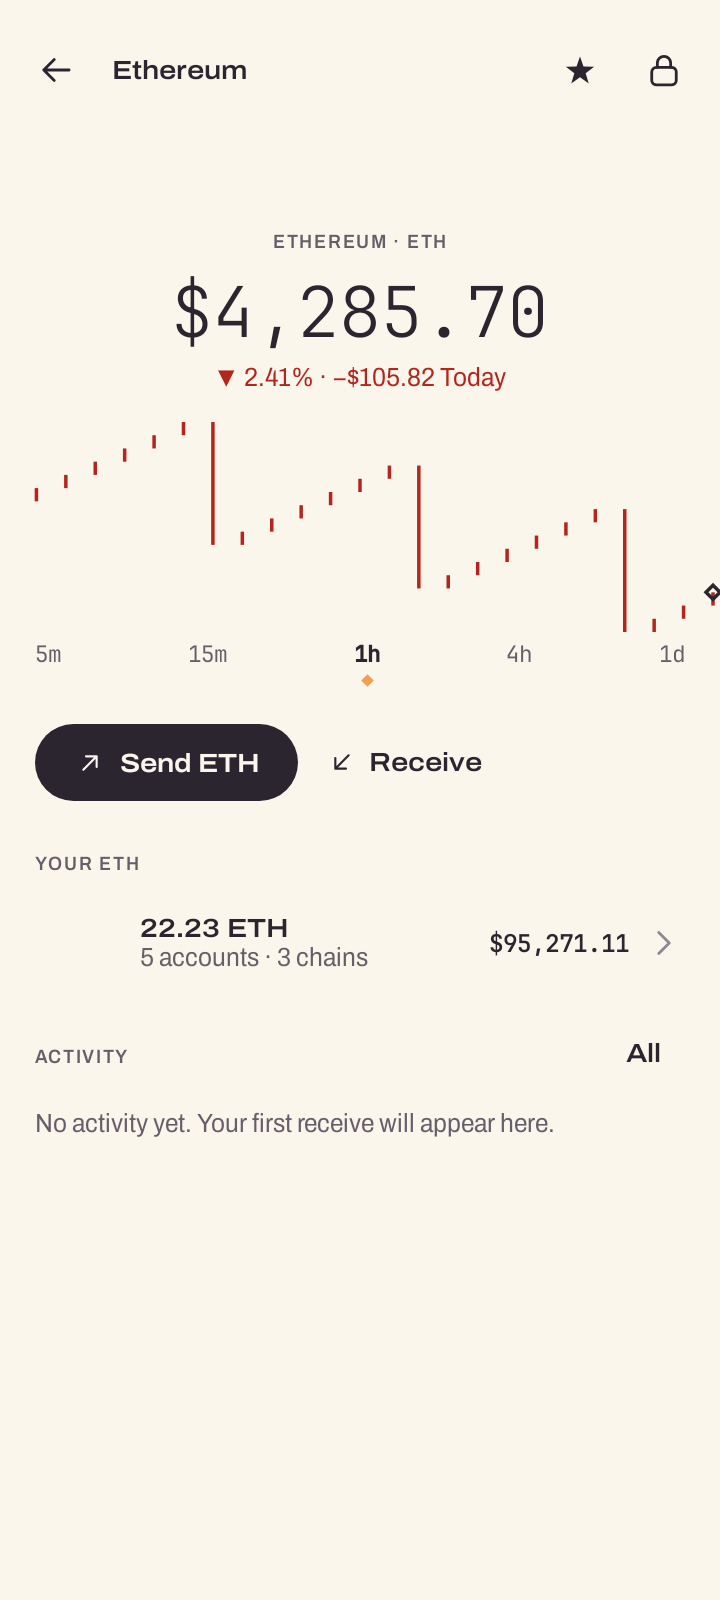 Ethereum
ETHEREUM · ETH
$4,285.70
▼ 2.41% · −$105.82 Today
5m 15m 1h 4h 1d
Send ETH Receive
YOUR ETH
22.23 ETH
5 accounts · 3 chains
$95,271.11
ACTIVITY All
No activity yet. Your first receive will appear here.